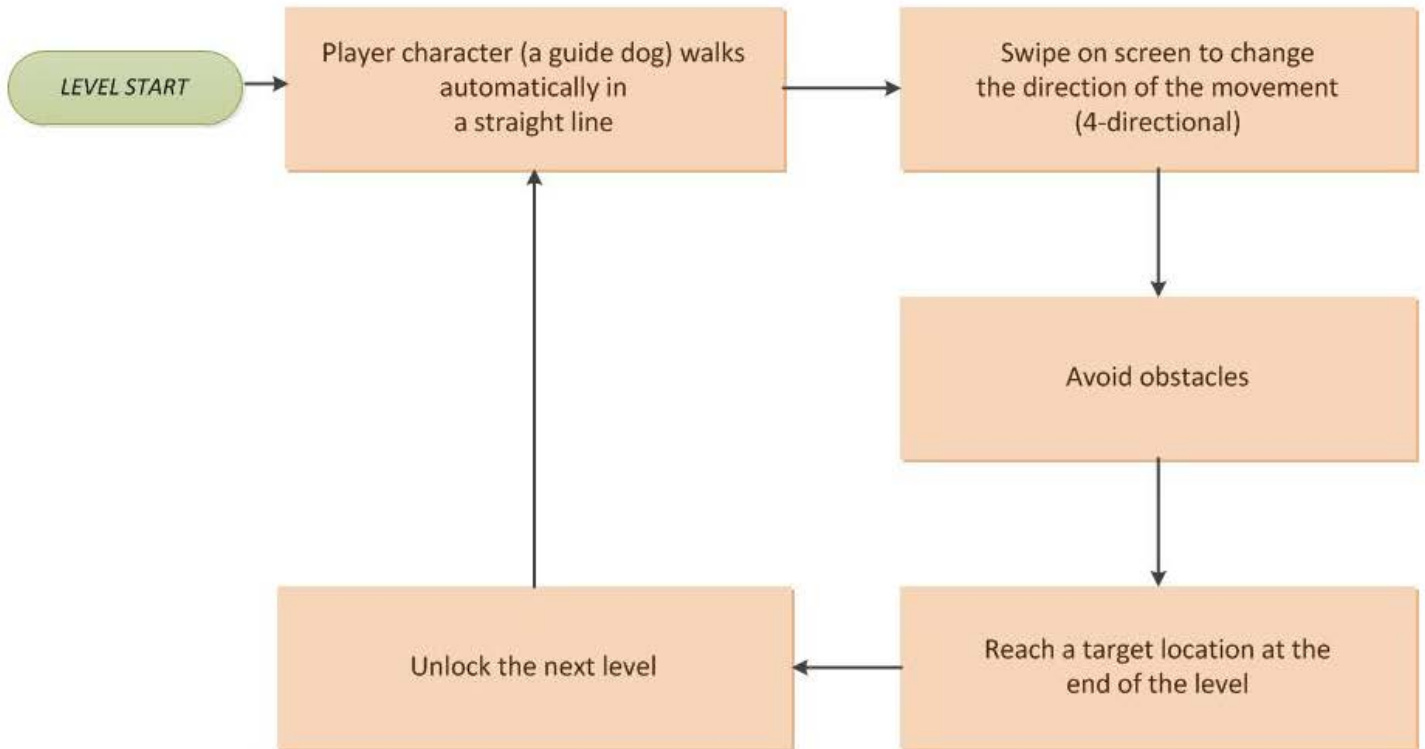 LEVEL START
Player character (a guide dog) walks
automatically in
a straight line
Swipe on screen to change
the direction of the movement
(4-directional)
Avoid obstacles
Reach a target location at the
end of the level
Unlock the next level